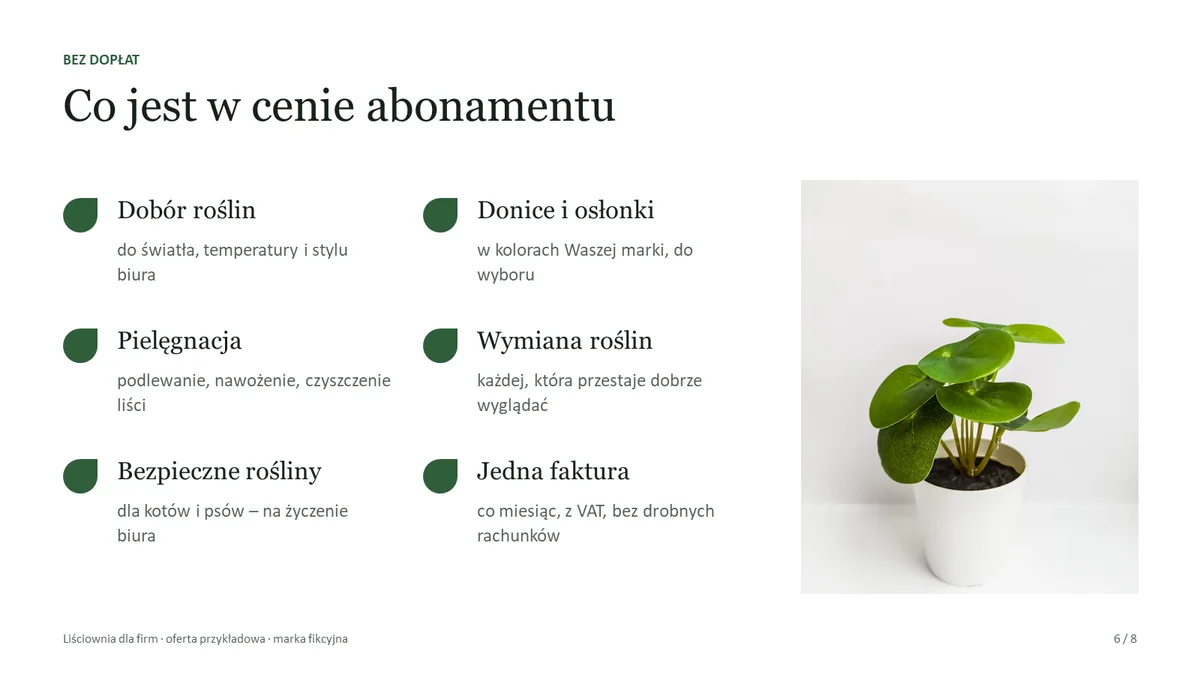 BEZ DOPŁAT
Co jest w cenie abonamentu
Dobór roślin
do światła, temperatury i stylu
biura
Donice i osłonki
w kolorach Waszej marki, do
wyboru
Pielęgnacja
podlewanie, nawożenie, czyszczenie
liści
Wymiana roślin
każdej, która przestaje dobrze
wyglądać
Bezpieczne rośliny
dla kotów i psów – na życzenie
biura
Jedna faktura
co miesiąc, z VAT, bez drobnych
rachunków
Liściownia dla firm · oferta przykładowa · marka fikcyjna
6 / 8